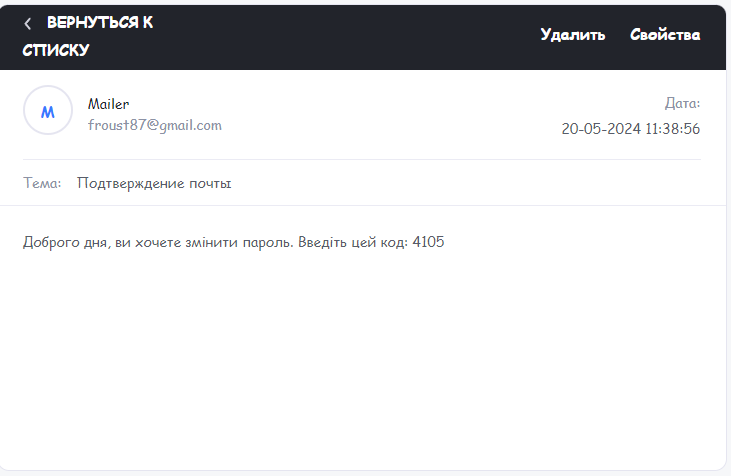 ВЕРНУТЬСЯ К
СПИСКУ
Удалить Свойства
М
Mailer
froust87@gmail.com
Дата:
20-05-2024 11:38:56
Тема: Подтверждение почты
Доброго дня, ви хочете змінити пароль. Введіть цей код: 4105